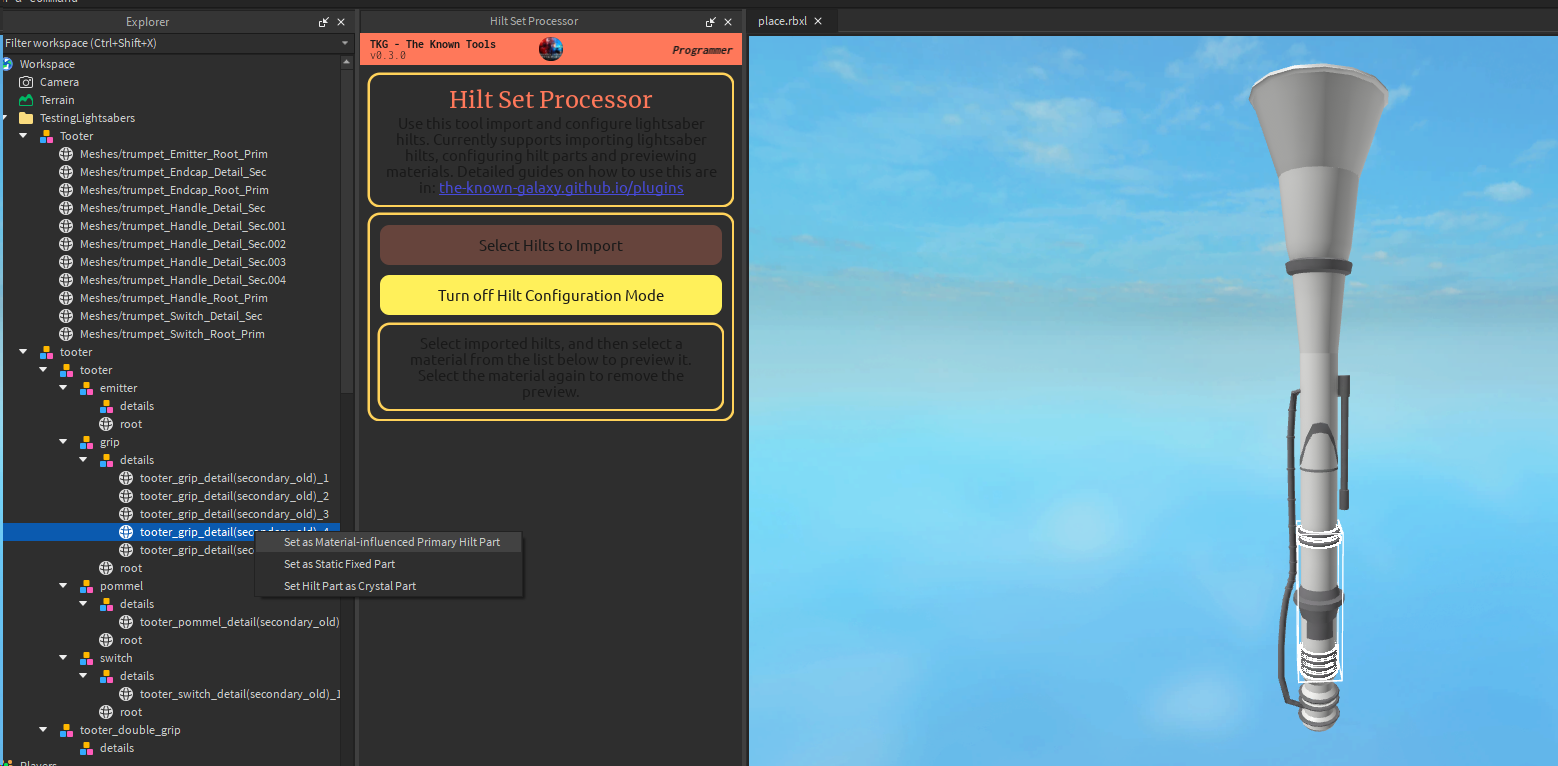 Explorer
Filter workspace (Ctrl+Shift+X)
Workspace
Camera
Terrain
TestingLightsabers
Tooter
Meshes/trumpet_Emitter_Root_Prim
Meshes/trumpet_Endcap_Detail_Sec
Meshes/trumpet_Endcap_Root_Prim
Meshes/trumpet_Handle_Detail_Sec
Meshes/trumpet_Handle_Detail_Sec.001
Meshes/trumpet_Handle_Detail_Sec.002
Meshes/trumpet_Handle_Detail_Sec.003
Meshes/trumpet_Handle_Detail_Sec.004
Meshes/trumpet_Handle_Root_Prim
Meshes/trumpet_Switch_Detail_Sec
Meshes/trumpet_Switch_Root_Prim
tooter
tooter
emitter
details
root
grip
details
tooter_grip_detail(secondary_old)_1
tooter_grip_detail(secondary_old)_2
tooter_grip_detail(secondary_old)_3
tooter_grip_detail(secondary_old)_4
tooter_grip_detail(sec
root
pommel
details
tooter_pommel_detail(secondary_old)
root
switch
details
tooter_switch_detail(secondary_old)_1
root
tooter_double_grip
details
Players
Set as Material-influenced Primary Hilt Part
Set as Static Fixed Part
Set Hilt Part as Crystal Part
Hilt Set Processor
TKG - The Known Tools
v0.3.0
Programmer
Hilt Set Processor
Use this tool import and configure lightsaber
hilts. Currently supports importing lightsaber
hilts, configuring hilt parts and previewing
materials. Detailed guides on how to use this are
in: the-known-galaxy.github.io/plugins
Select Hilts to Import
Turn off Hilt Configuration Mode
Select imported hilts, and then select a
material from the list below to preview it.
Select the material again to remove the
preview.
place.rbxl